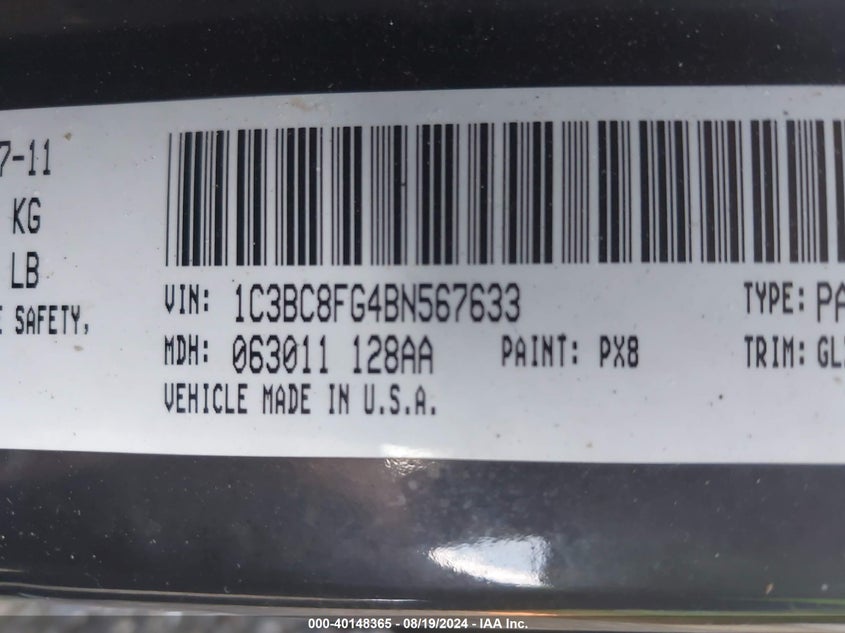 7-11
KG
LB
E SAFETY,
VIN: 1C3BC8FG4BN567633 TYPE: PA
MDH: 063011 128AA PAINT: PX8 TRIM: GL
VEHICLE MADE IN U.S.A.
000-40148365 - 08/19/2024 - IAA Inc.